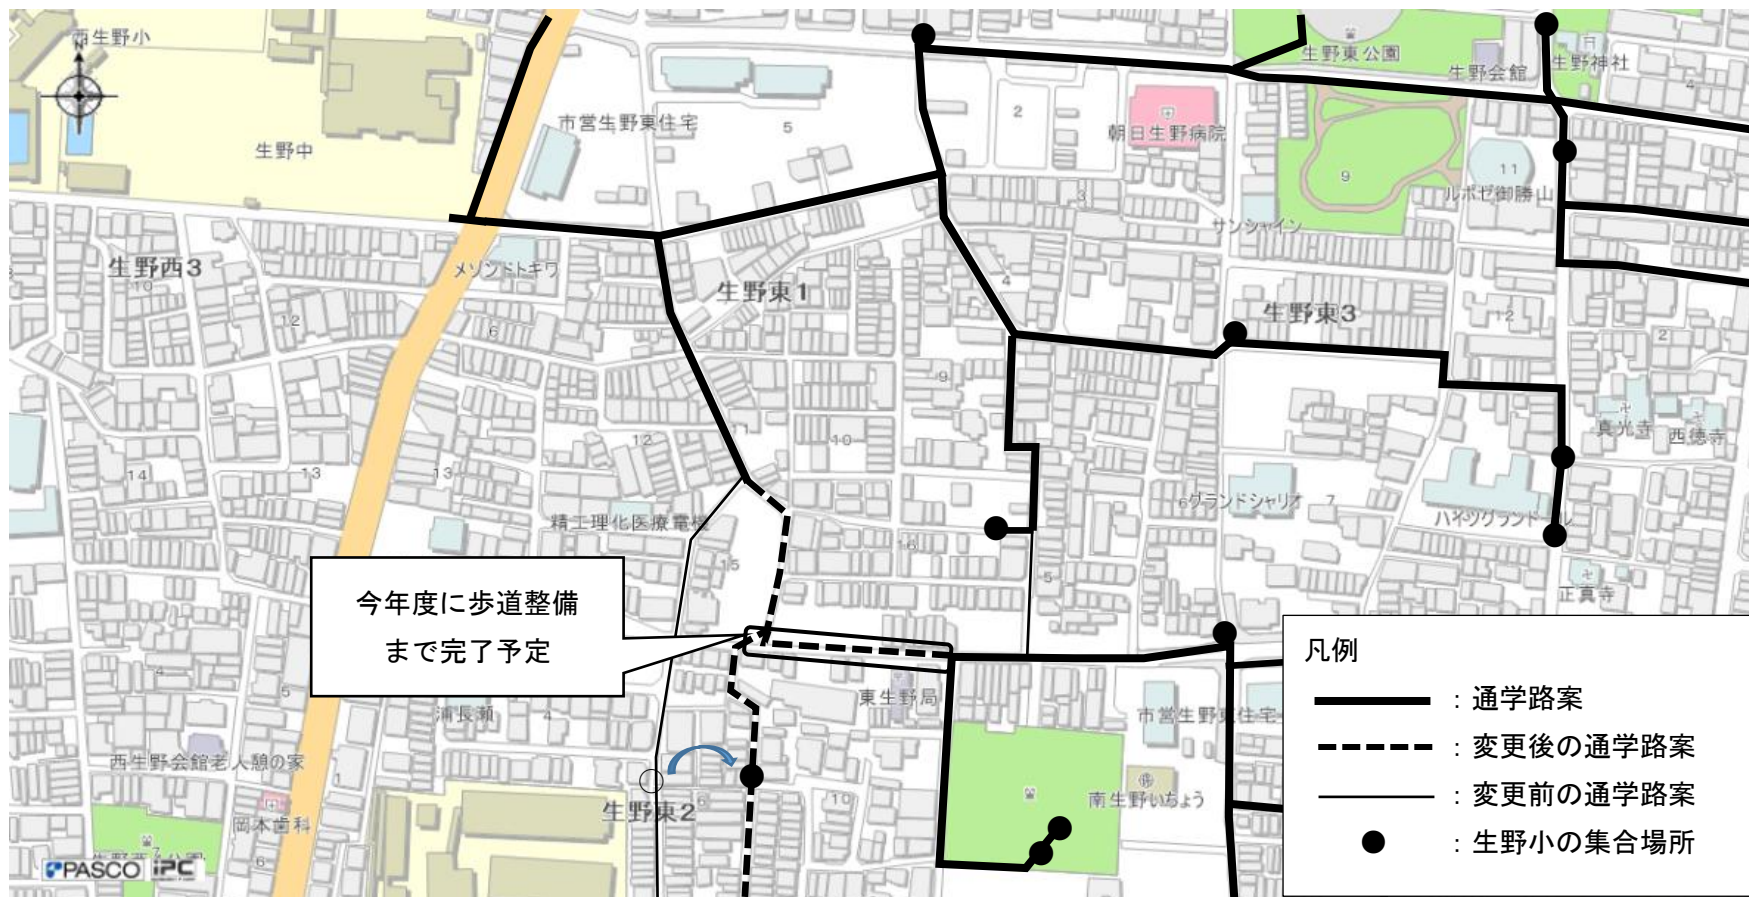 西生野小
N
生野中
市営生野東住宅
5
2
朝日生野病院
生野東公園
生野会館
生野神社
4
9
11
ルポゼ御勝山
3
サンシャイン
生野西3
10
メゾンドトキワ
生野東1
4
生野東3
12
2
12
6
9
真光寺
西徳寺
14
13
13
12
11
10
精工理化医療電機
6グランドシャリオ
7
15
16
5
正真寺
今年度に歩道整備
まで完了予定
4
5
浦長瀬
4
東生野局
市営生野東住宅
西生野会館老人憩の家
1
生野東2
6
10
南生野いちょう
岡本歯科
6
7
PASCO iPC
凡例
：通学路案
：変更後の通学路案
：変更前の通学路案
：生野小の集合場所